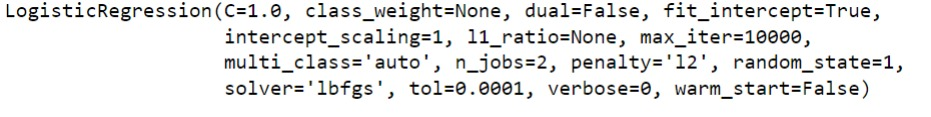 LogisticRegression(C=1.0, class_weight=None, dual=False, fit_intercept=True,
intercept_scaling=1, l1_ratio=None, max_iter=10000,
multi_class='auto', n_jobs=2, penalty='l2', random_state=1,
solver='lbfgs', tol=0.0001, verbose=0, warm_start=False)